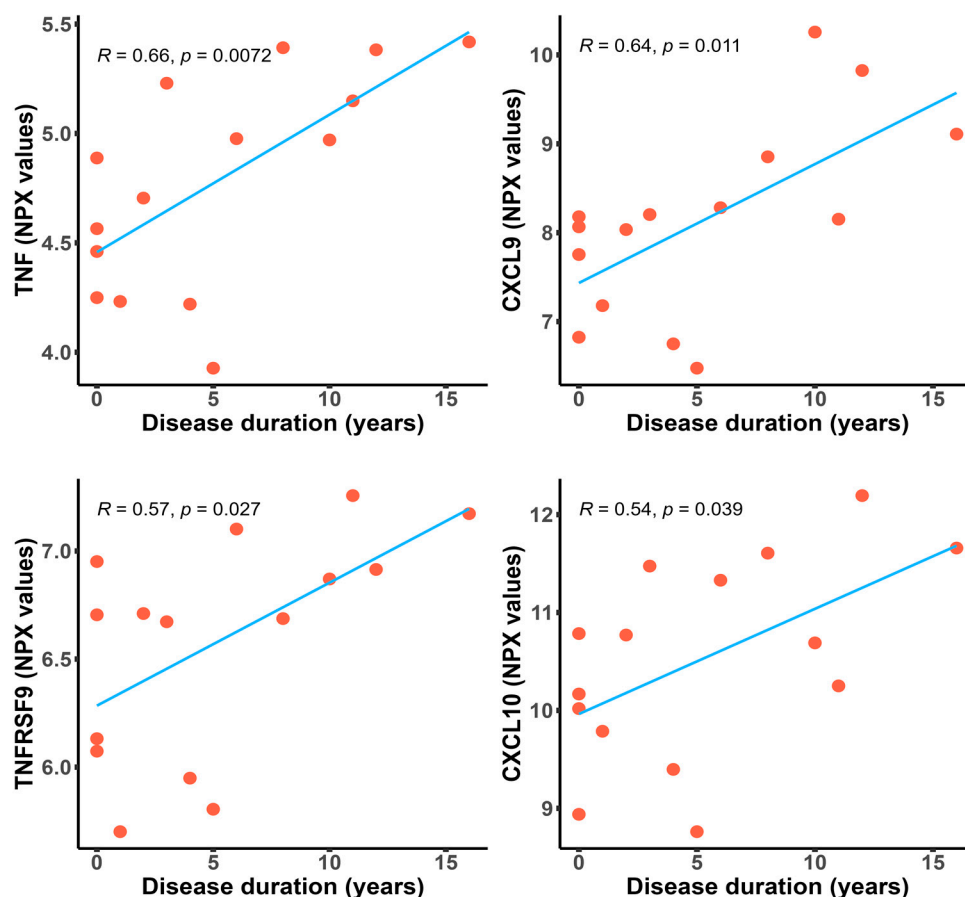 R = 0.66, p = 0.0072
TNF (NPX values)
5.5
5.0
4.5
4.0
0 5 10 15
Disease duration (years)
R = 0.64, p = 0.011
CXCL9 (NPX values)
10
9
8
7
0 5 10 15
Disease duration (years)
R = 0.57, p = 0.027
TNFRSF9 (NPX values)
7.0
6.5
6.0
0 5 10 15
Disease duration (years)
R = 0.54, p = 0.039
CXCL10 (NPX values)
12
11
10
9
0 5 10 15
Disease duration (years)